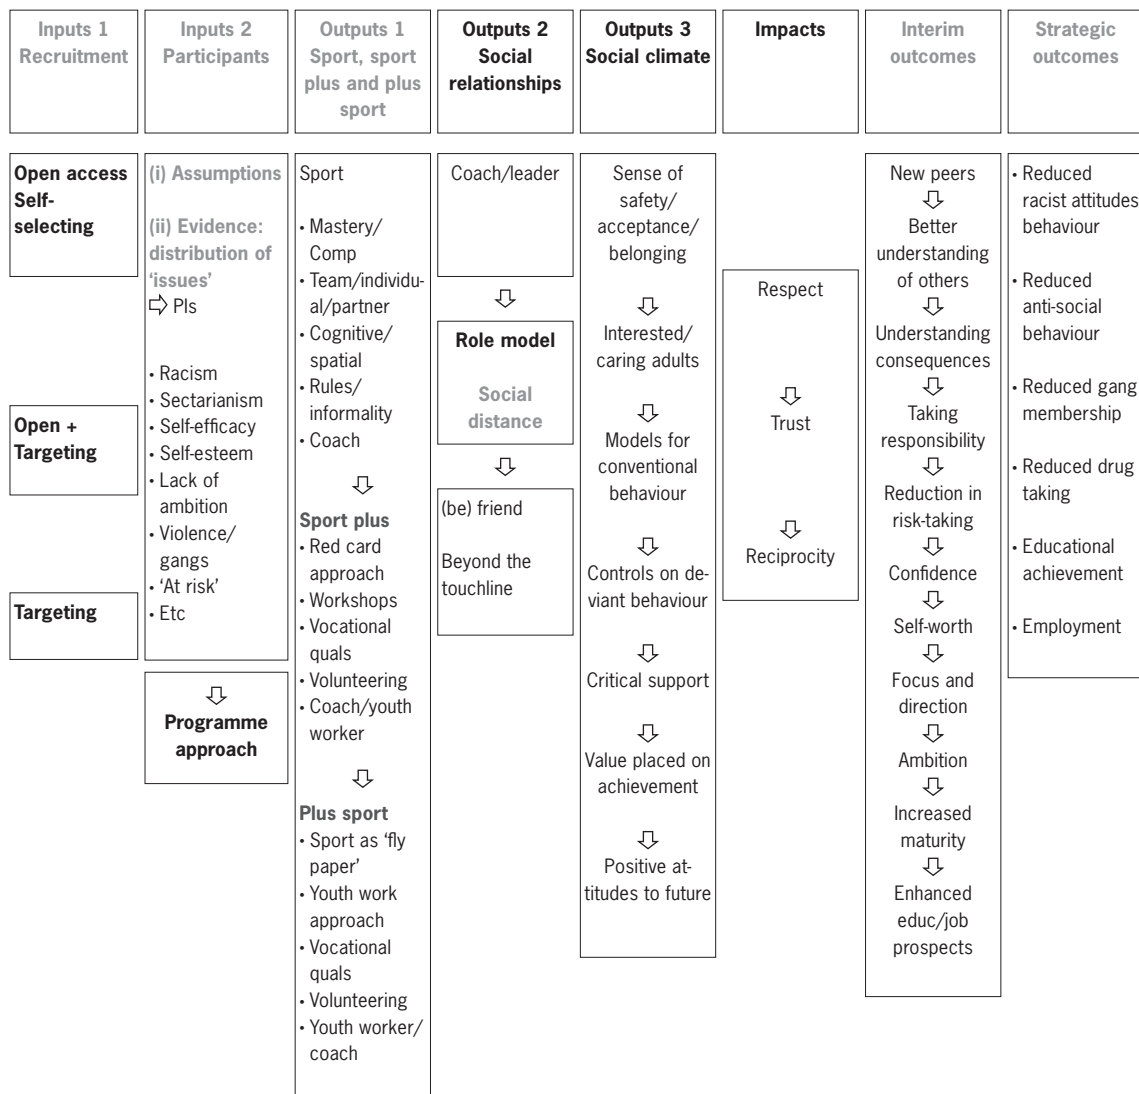 Inputs 1
Recruitment
Inputs 2
Participants
Outputs 1
Sport, sport
plus and plus
sport
Outputs 2
Social
relationships
Outputs 3
Social climate
Impacts
Interim
outcomes
Strategic
outcomes
Open access
Self-
selecting
Open +
Targeting
Targeting
(i) Assumptions
(ii) Evidence:
distribution of
‘issues’
⇨ PIs
• Racism
• Sectarianism
• Self-efficacy
• Self-esteem
• Lack of
ambition
• Violence/
gangs
• ‘At risk’
• Etc
Programme
approach
Sport
• Mastery/
Comp
• Team/individu-
al/partner
• Cognitive/
spatial
• Rules/
informality
• Coach
Sport plus
• Red card
approach
• Workshops
• Vocational
quals
• Volunteering
• Coach/youth
worker
Plus sport
• Sport as ‘fly
paper’
• Youth work
approach
• Vocational
quals
• Volunteering
• Youth worker/
coach
Coach/leader
Role model
Social
distance
(be) friend
Beyond the
touchline
Sense of
safety/
acceptance/
belonging
Interested/
caring adults
Models for
conventional
behaviour
Controls on de-
viant behaviour
Critical support
Value placed on
achievement
Positive at-
titudes to future
Respect
Trust
Reciprocity
New peers
Better
understanding
of others
Understanding
consequences
Taking
responsibility
Reduction in
risk-taking
Confidence
Self-worth
Focus and
direction
Ambition
Increased
maturity
Enhanced
educ/job
prospects
• Reduced
racist attitudes
behaviour
• Reduced
anti-social
behaviour
• Reduced gang
membership
• Reduced drug
taking
• Educational
achievement
• Employment